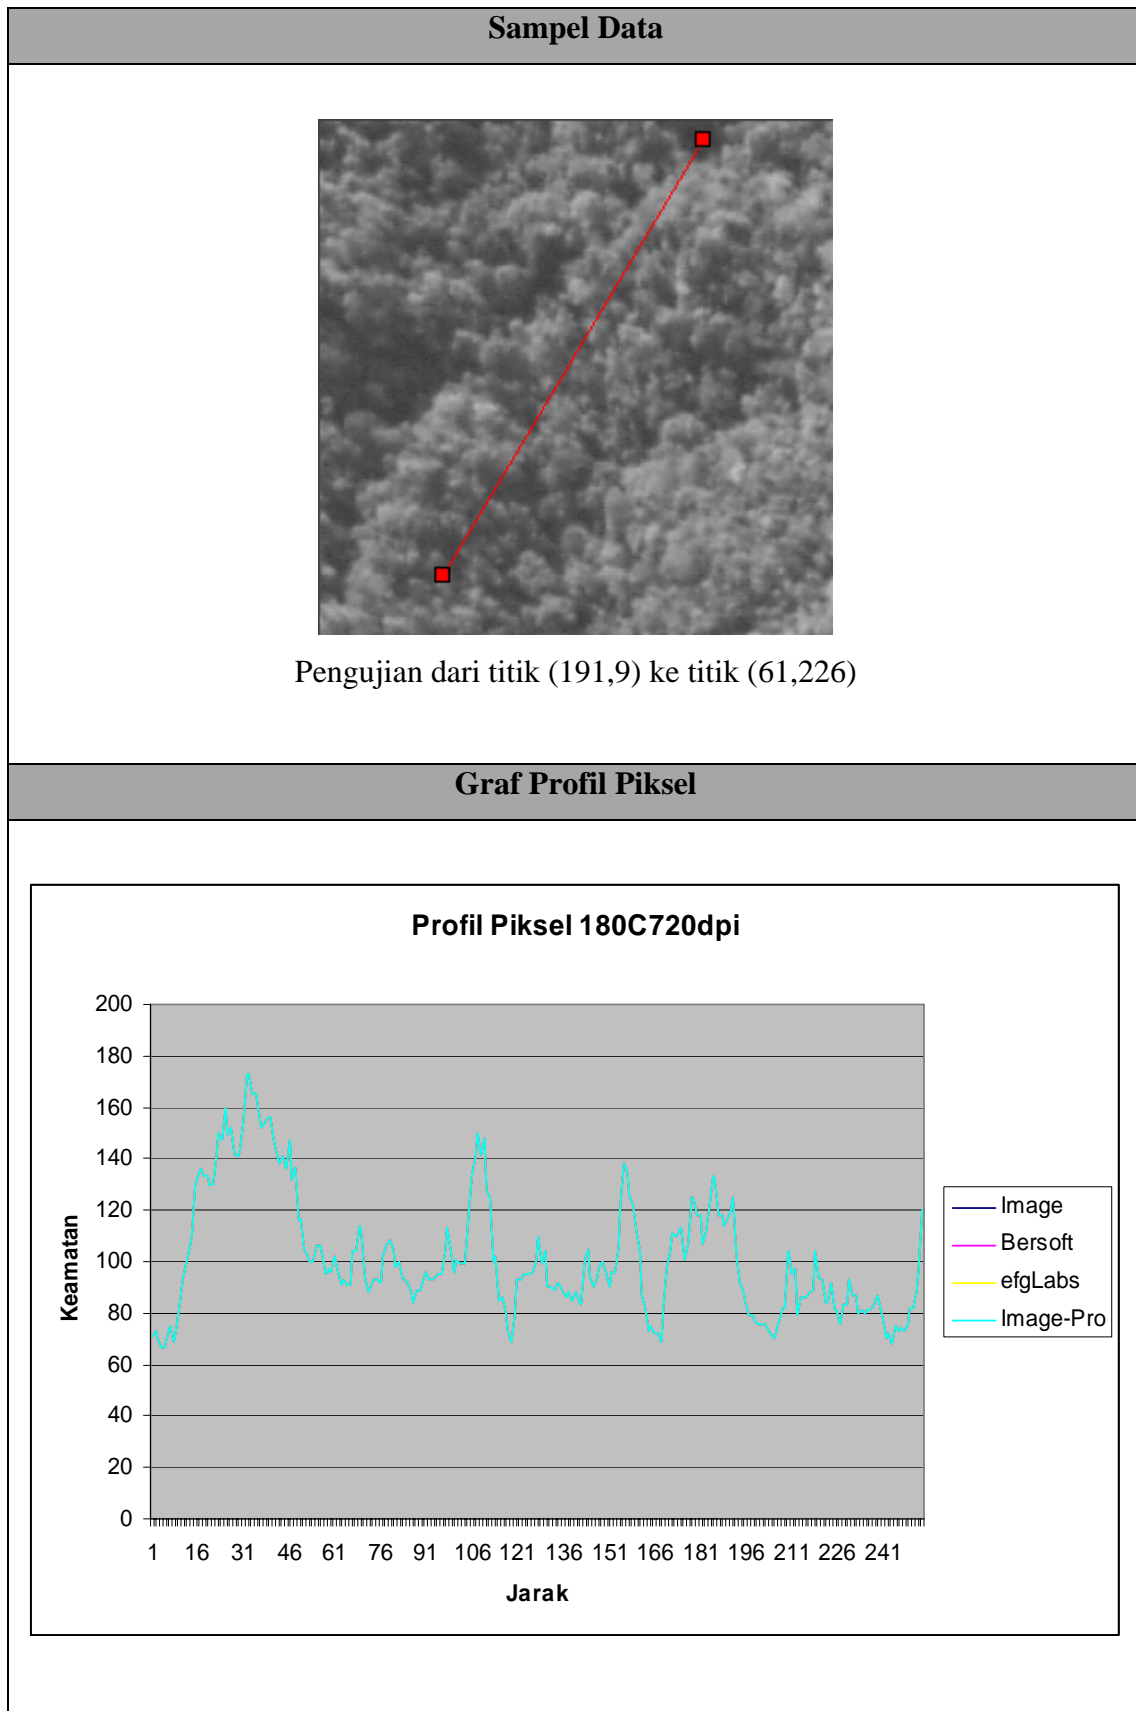 Sampel Data
Pengujian dari titik (191,9) ke titik (61,226)
Graf Profil Piksel
Profil Piksel 180C720dpi
200
180
160
140
120
100
80
60
40
20
0
Keamatan
1 16 31 46 61 76 91 106 121 136 151 166 181 196 211 226 241
Jarak
Image
Bersoft
efgLabs
Image-Pro